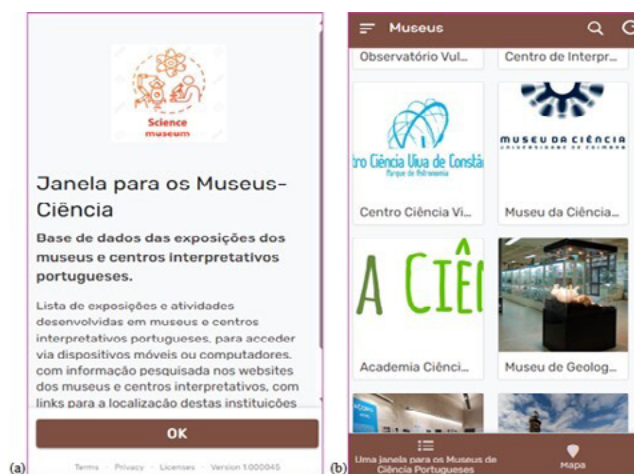 Science
museum
Janela para os Museus-
Ciência
Base de dados das exposições dos
museus e centros interpretativos
portugueses.
Lista de exposições e atividades
desenvolvidas em museus e centros
interpretativos portugueses, para acceder
via dispositivos móveis ou computadores,
com informação pesquisada nos websites
dos museus e centros interpretativos, com
links para a localização destas instituições
OK
Terms · Privacy · Licenses · Version 1.000045
(a)
Museus
Observatório Vul...
Centro de Interpr...
tro Ciência Viva de Constâ
Parque de Astronomia
Centro Ciência Vi...
MUSEU DA CIÊNCIA
UNIVERSIDADE DE COIMBRA
Museu da Ciência...
A CIÊ
Academia Ciênci...
Museu de Geolog...
Uma janela para os Museus de
Ciência Portugueses
Mapa
(b)